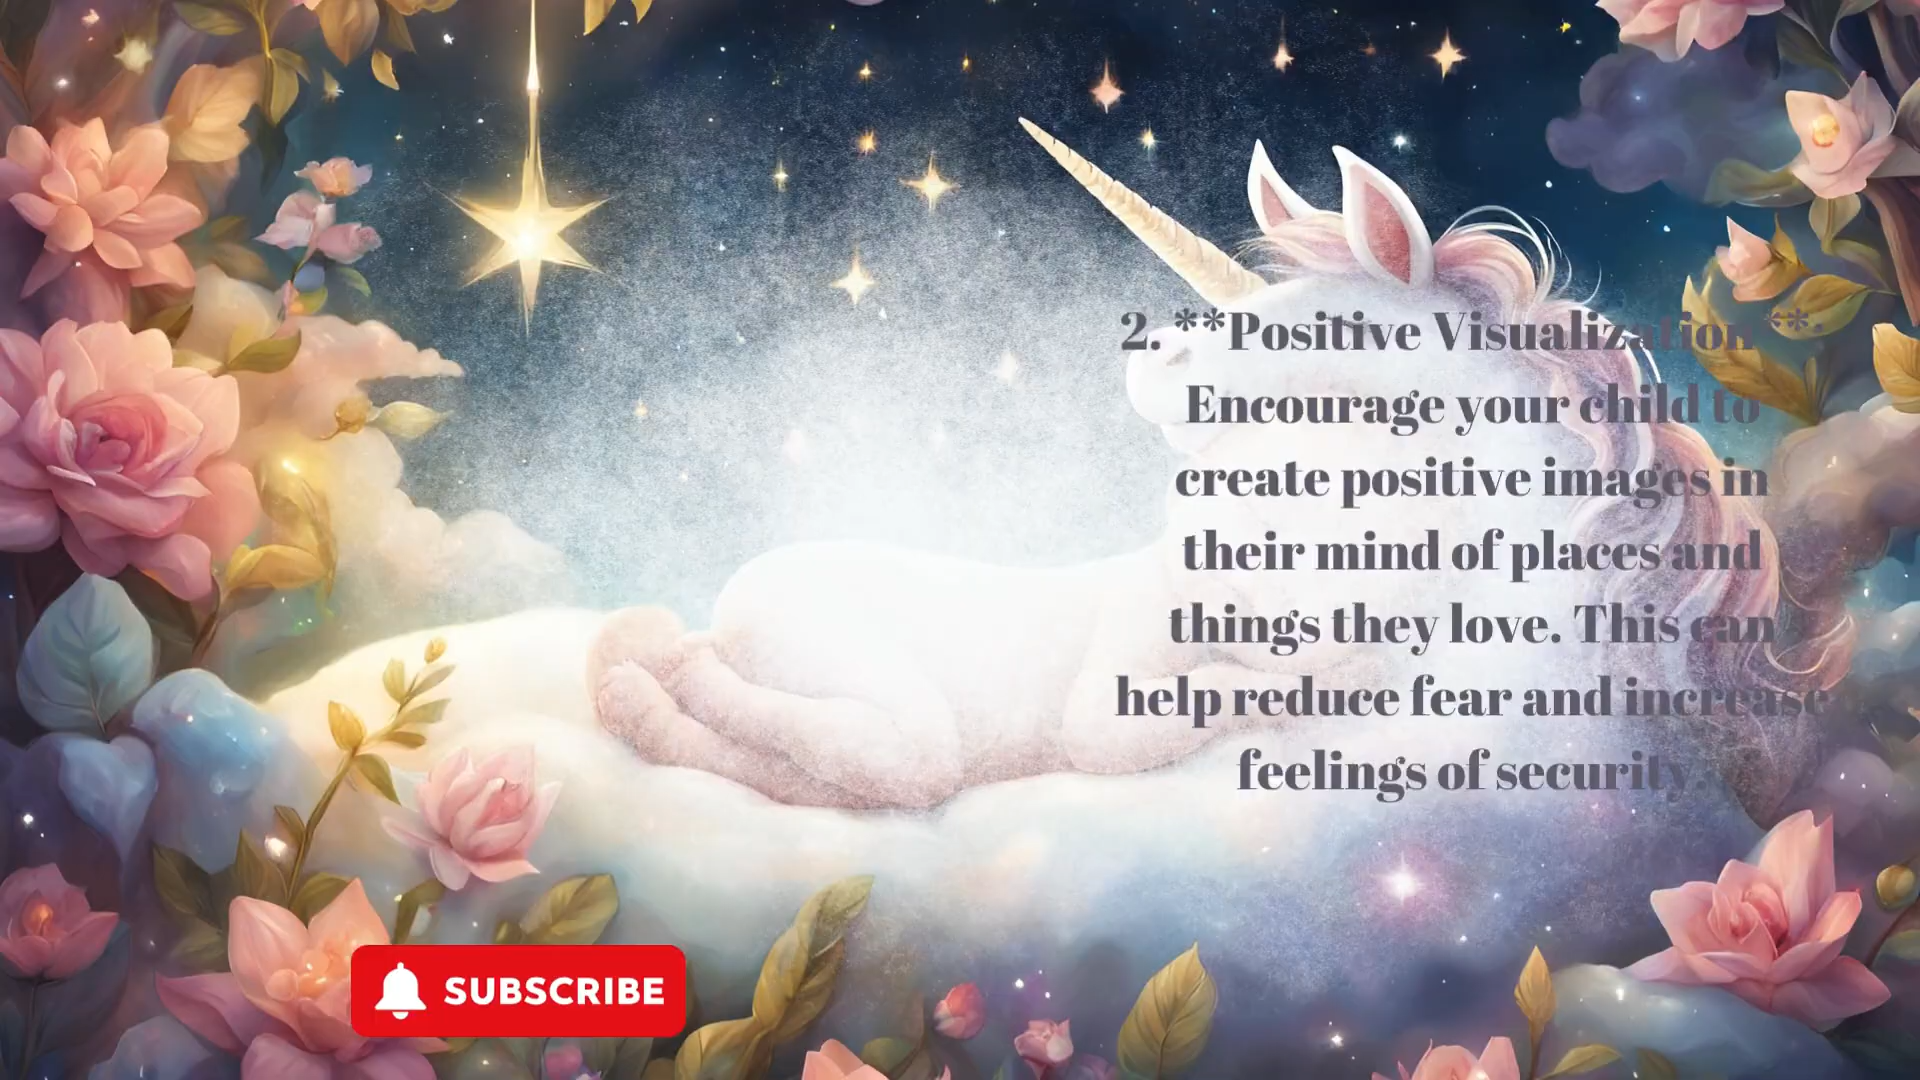 2. **Positive Visualization**:
Encourage your child to
create positive images in
their mind of places and
things they love. This can
help reduce fear and increase
feelings of security.
SUBSCRIBE